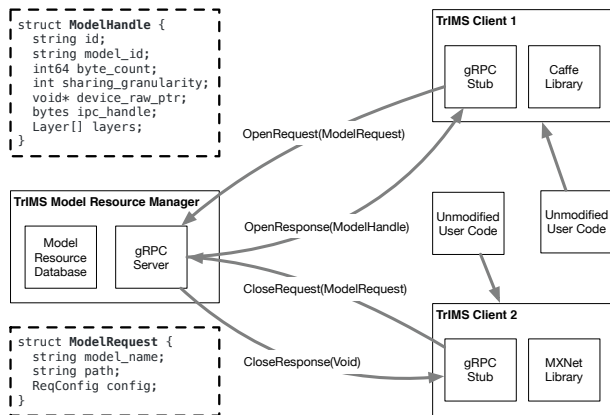 struct ModelHandle {
string id;
string model_id;
int64 byte_count;
int sharing_granularity;
void* device_raw_ptr;
bytes ipc_handle;
Layer[] layers;
}
TrIMS Client 1
gRPC
Stub
Caffe
Library
OpenRequest(ModelRequest)
TrIMS Model Resource Manager
Model
Resource
Database
gRPC
Server
OpenResponse(ModelHandle)
Unmodified
User Code
Unmodified
User Code
CloseRequest(ModelRequest)
TrIMS Client 2
gRPC
Stub
MXNet
Library
CloseResponse(Void)
struct ModelRequest {
string model_name;
string path;
ReqConfig config;
}